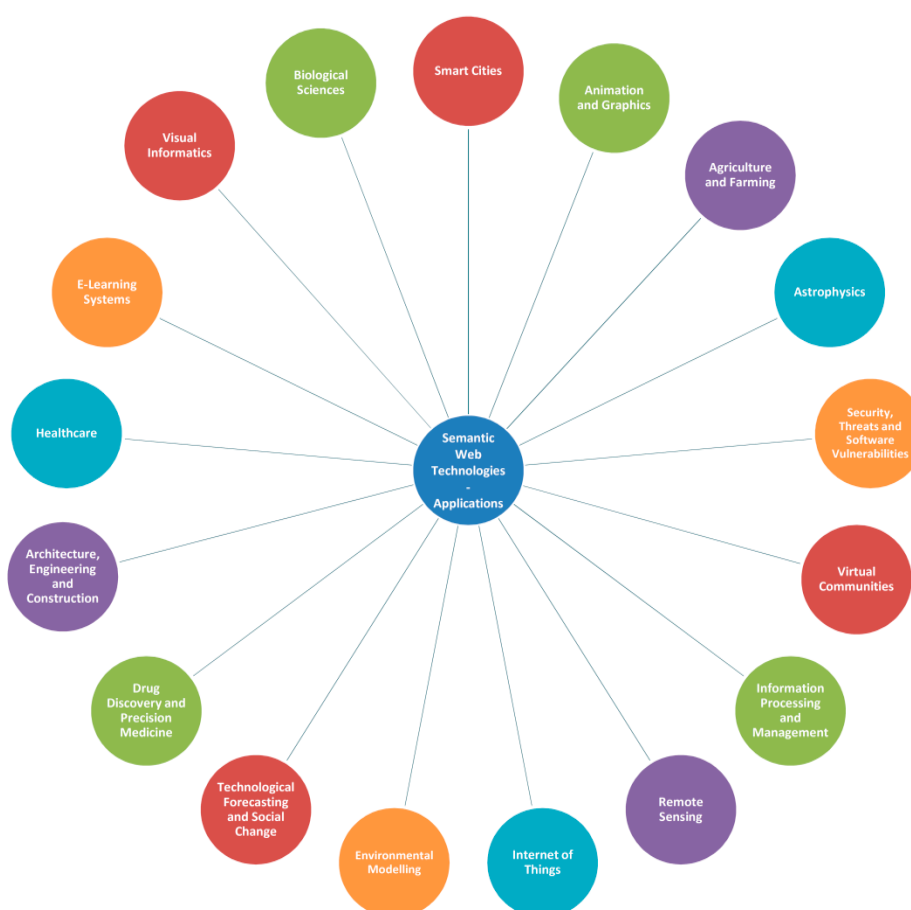 Smart Cities
Animation
and Graphics
Agriculture
and Farming
Astrophysics
Security,
Threats and
Software
Vulnerabilities
Virtual
Communities
Information
Processing
and
Management
Remote
Sensing
Internet of
Things
Environmental
Modelling
Technological
Forecasting
and Social
Change
Drug
Discovery and
Precision
Medicine
Architecture,
Engineering
and
Construction
Healthcare
E-Learning
Systems
Visual
Informatics
Biological
Sciences
Semantic
Web
Technologies
-
Applications